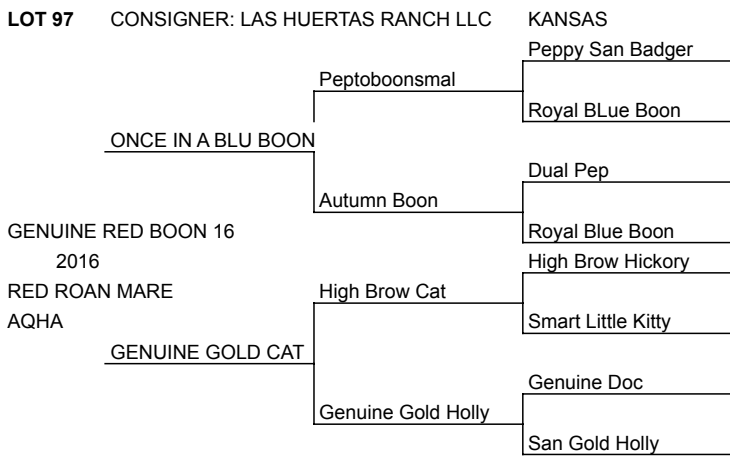 LOT 97 CONSIGNER: LAS HUERTAS RANCH LLC KANSAS
Peppy San Badger
Peptoboonsmal
Royal BLue Boon
ONCE IN A BLU BOON
Dual Pep
Autumn Boon
GENUINE RED BOON 16 Royal Blue Boon
2016 High Brow Hickory
RED ROAN MARE High Brow Cat
AQHA Smart Little Kitty
GENUINE GOLD CAT
Genuine Doc
Genuine Gold Holly
San Gold Holly